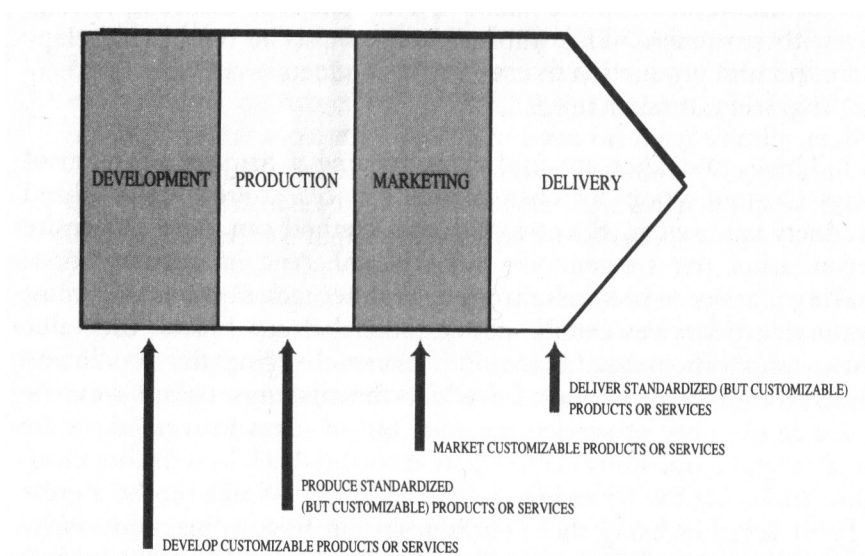 DEVELOPMENT
PRODUCTION
MARKETING
DELIVERY
DELIVER STANDARDIZED (BUT CUSTOMIZABLE)
PRODUCTS OR SERVICES
MARKET CUSTOMIZABLE PRODUCTS OR SERVICES
PRODUCE STANDARDIZED
(BUT CUSTOMIZABLE) PRODUCTS OR SERVICES
DEVELOP CUSTOMIZABLE PRODUCTS OR SERVICES